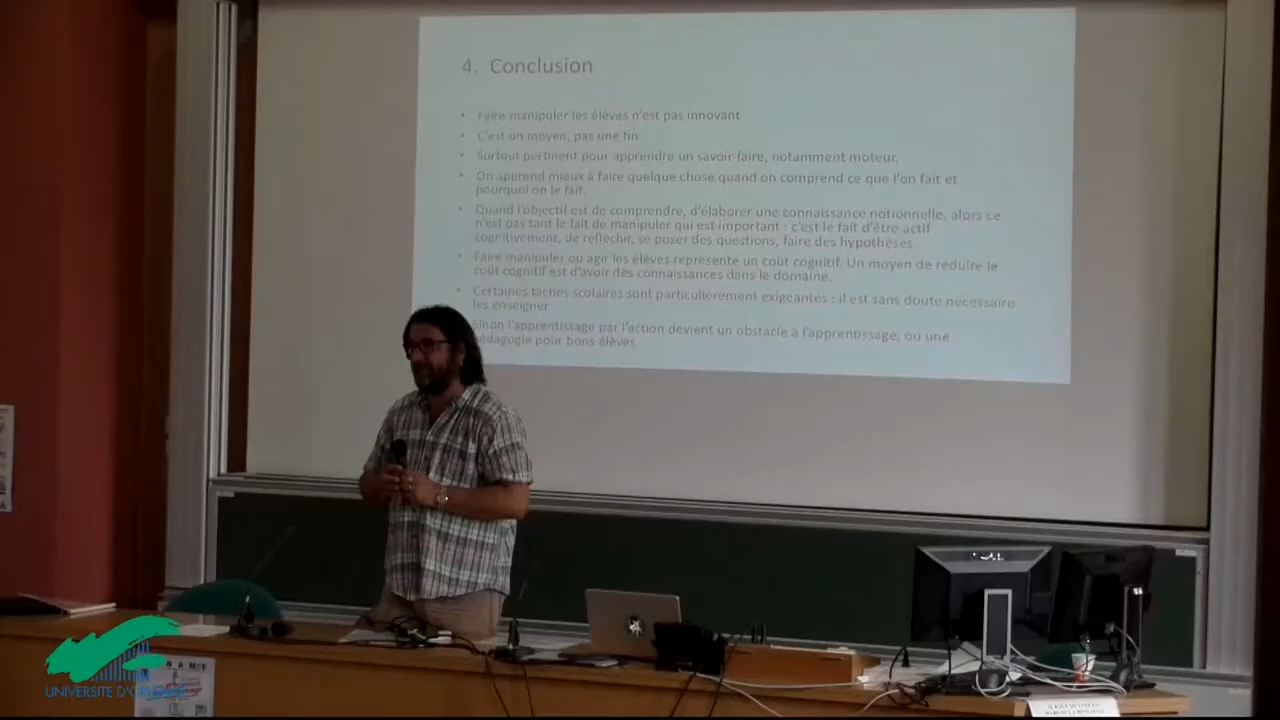 4. Conclusion
• Faire manipuler les élèves n'est pas innovant
• C'est un moyen, pas une fin
• Surtout pertinent pour apprendre un savoir-faire, notamment moteur.
• On apprend mieux à faire quelque chose quand on comprend ce que l'on fait et
pourquoi on le fait.
• Quand l'objectif est de comprendre, d'élaborer une connaissance notionnelle, alors ce
n'est pas tant le fait de manipuler qui est important : c'est le fait d'être actif
cognitivement, de réfléchir, se poser des questions, faire des hypothèses
• Faire manipuler ou agir les élèves représente un coût cognitif. Un moyen de réduire le
coût cognitif est d'avoir des connaissances dans le domaine.
• Certaines tâches scolaires sont particulièrement exigeantes : il est sans doute nécessaire
les enseigner
Sinon l'apprentissage par l'action devient un obstacle à l'apprentissage, ou une
pédagogie pour bons élèves
UNIVERSITÉ D'ORLÉANS